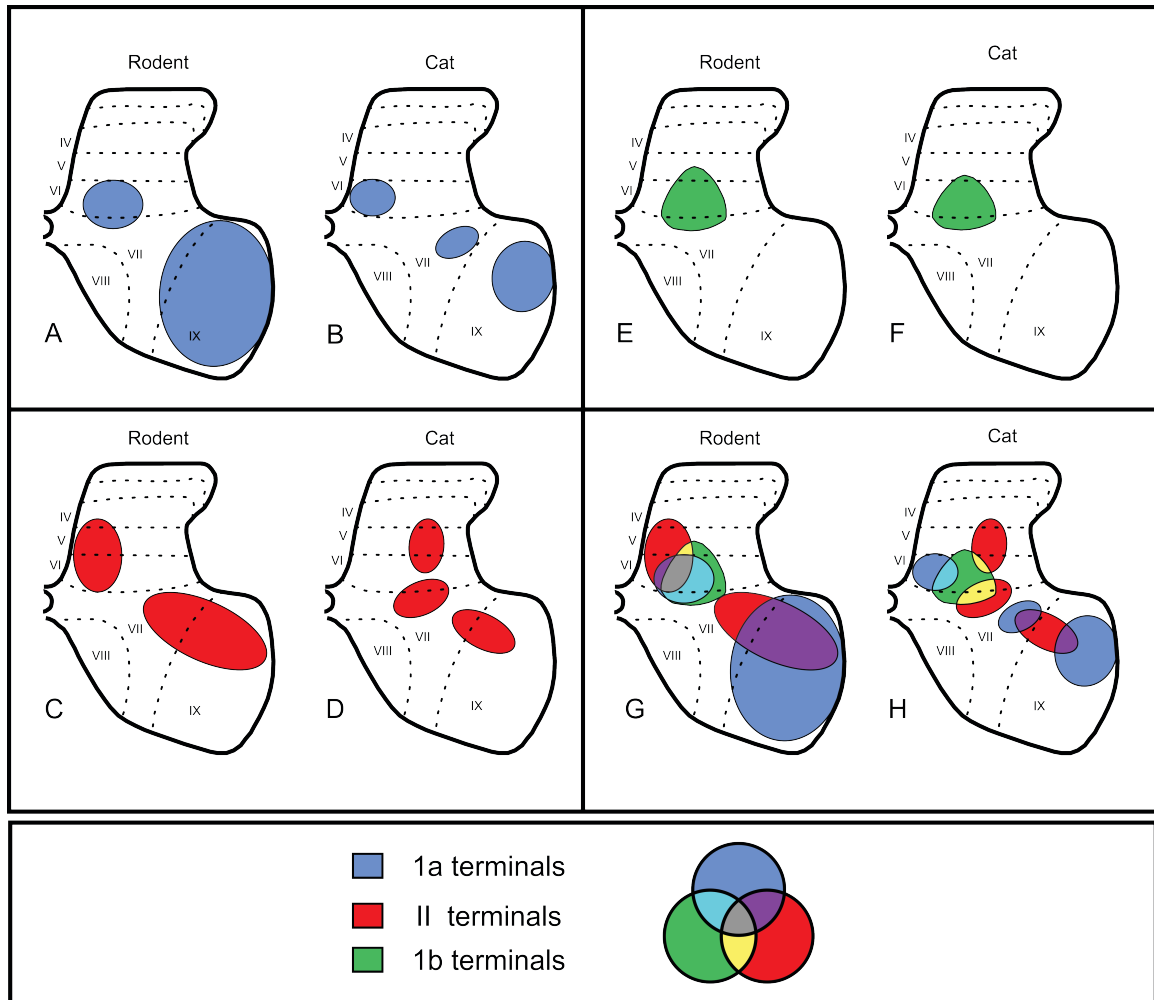 Rodent
Cat
IV
V
VI
VII
VIII
IX
A
IV
V
VI
VII
VIII
IX
B
Rodent
Cat
IV
V
VI
VII
VIII
IX
E
IV
V
VI
VII
VIII
IX
F
Rodent
Cat
IV
V
VI
VII
VIII
IX
C
IV
V
VI
VII
VIII
IX
D
Rodent
Cat
IV
V
VI
VII
VIII
G
IV
V
VI
VII
VIII
IX
H
1a terminals
II terminals
1b terminals